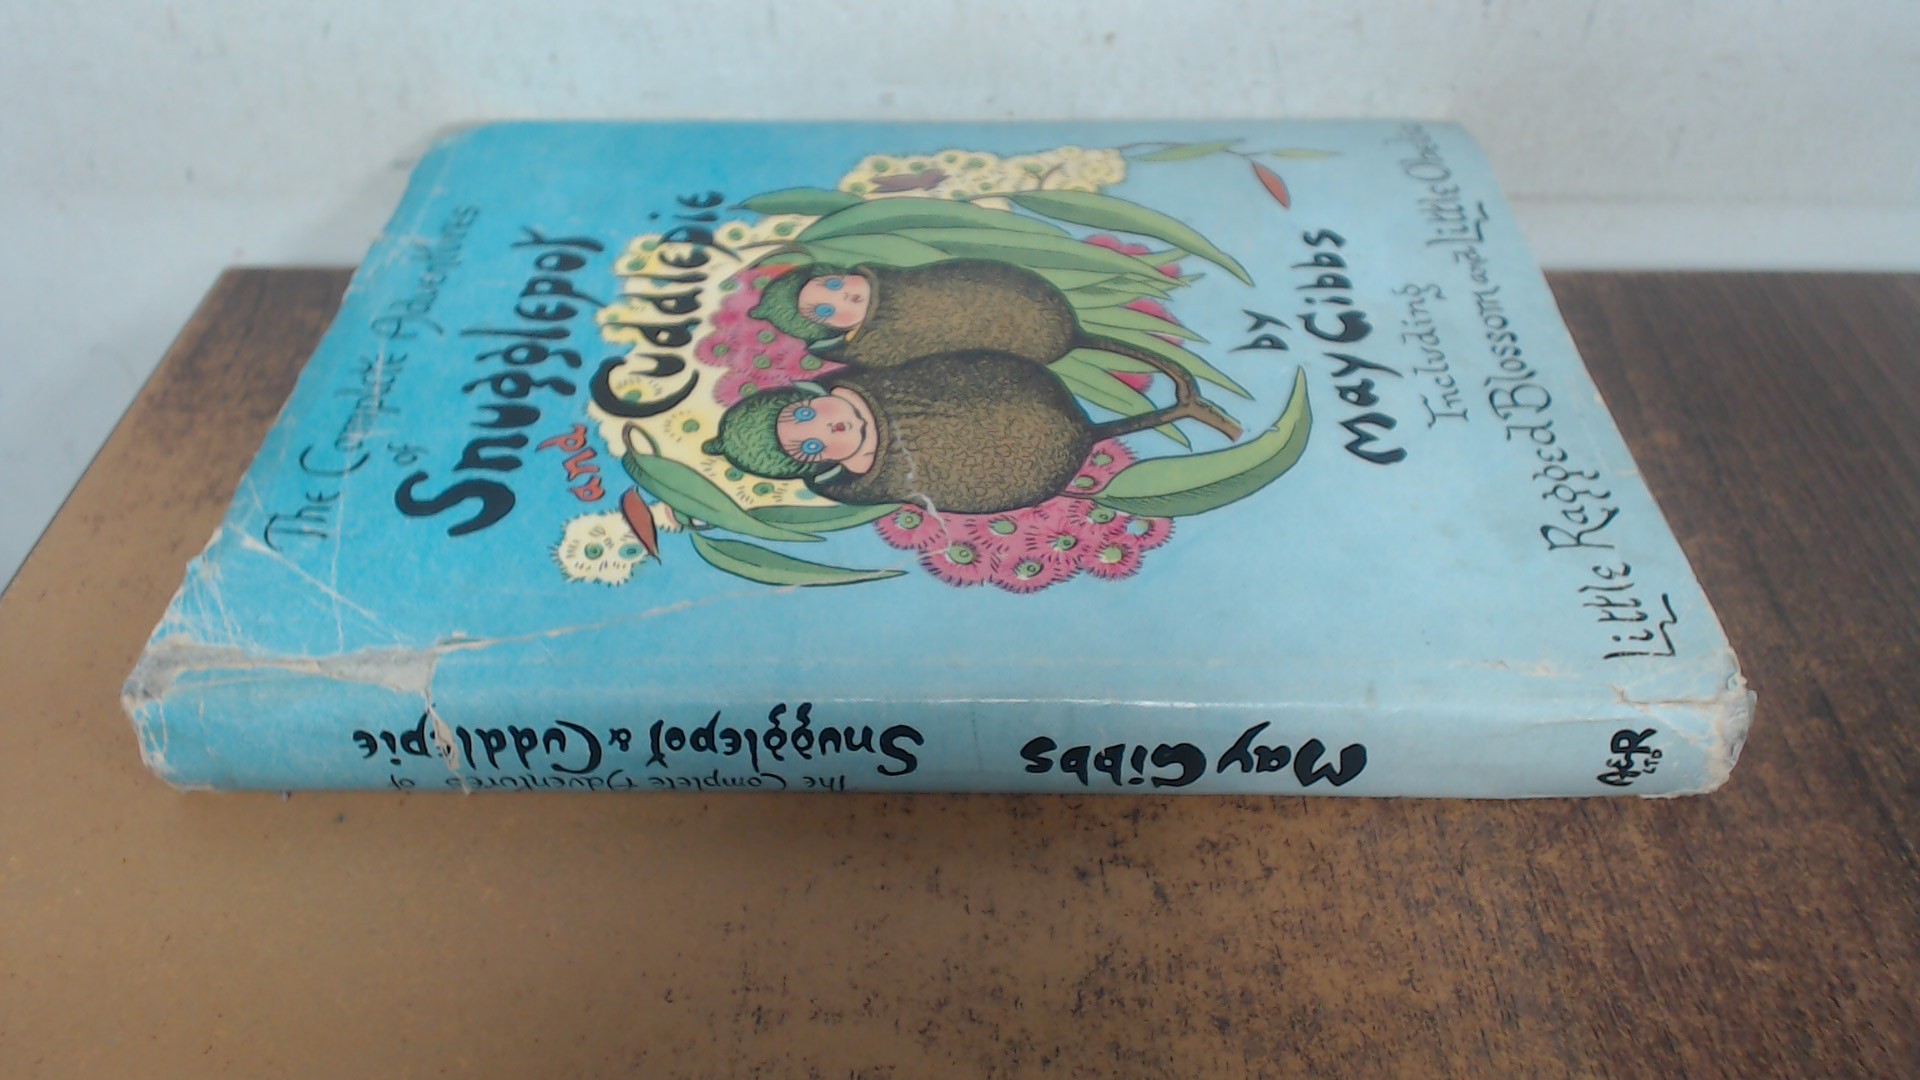 The Complete Adventures
of
Snugglepot
and
Cuddlepie
by
May Gibbs
Including
Little Ragged Blossom and Little Obelia
The Complete Adventures of
Snugglepot & Cuddlepie
May Gibbs
A&R
LTD